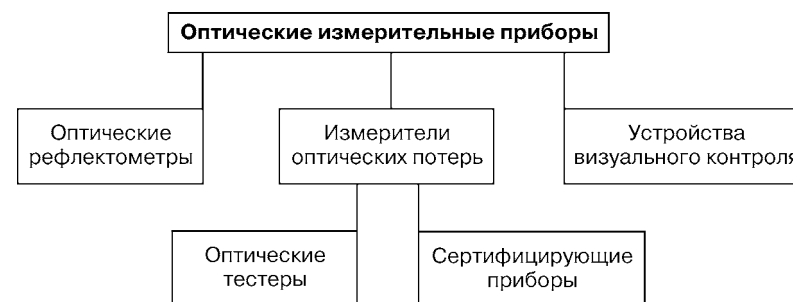 Оптические измерительные приборы
Оптические
рефлектометры
Измерители
оптических потерь
Устройства
визуального контроля
Оптические
тестеры
Сертифицирующие
приборы